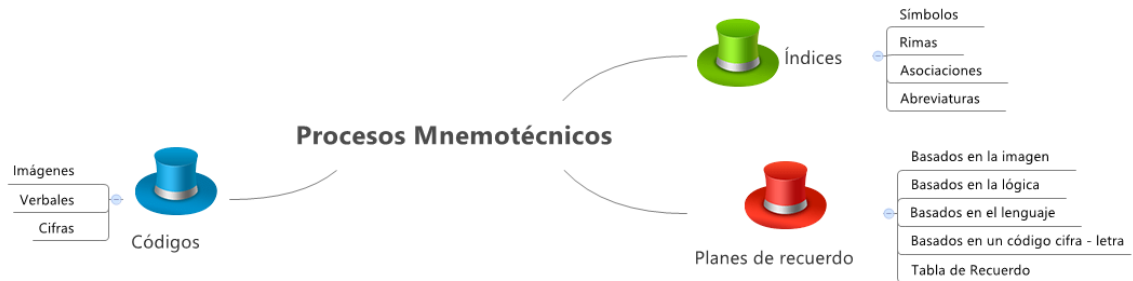 Procesos Mnemotécnicos
Índices
Símbolos
Rimas
Asociaciones
Abreviaturas
Planes de recuerdo
Basados en la imagen
Basados en la lógica
Basados en el lenguaje
Basados en un código cifra - letra
Tabla de Recuerdo
Códigos
Imágenes
Verbales
Cifras